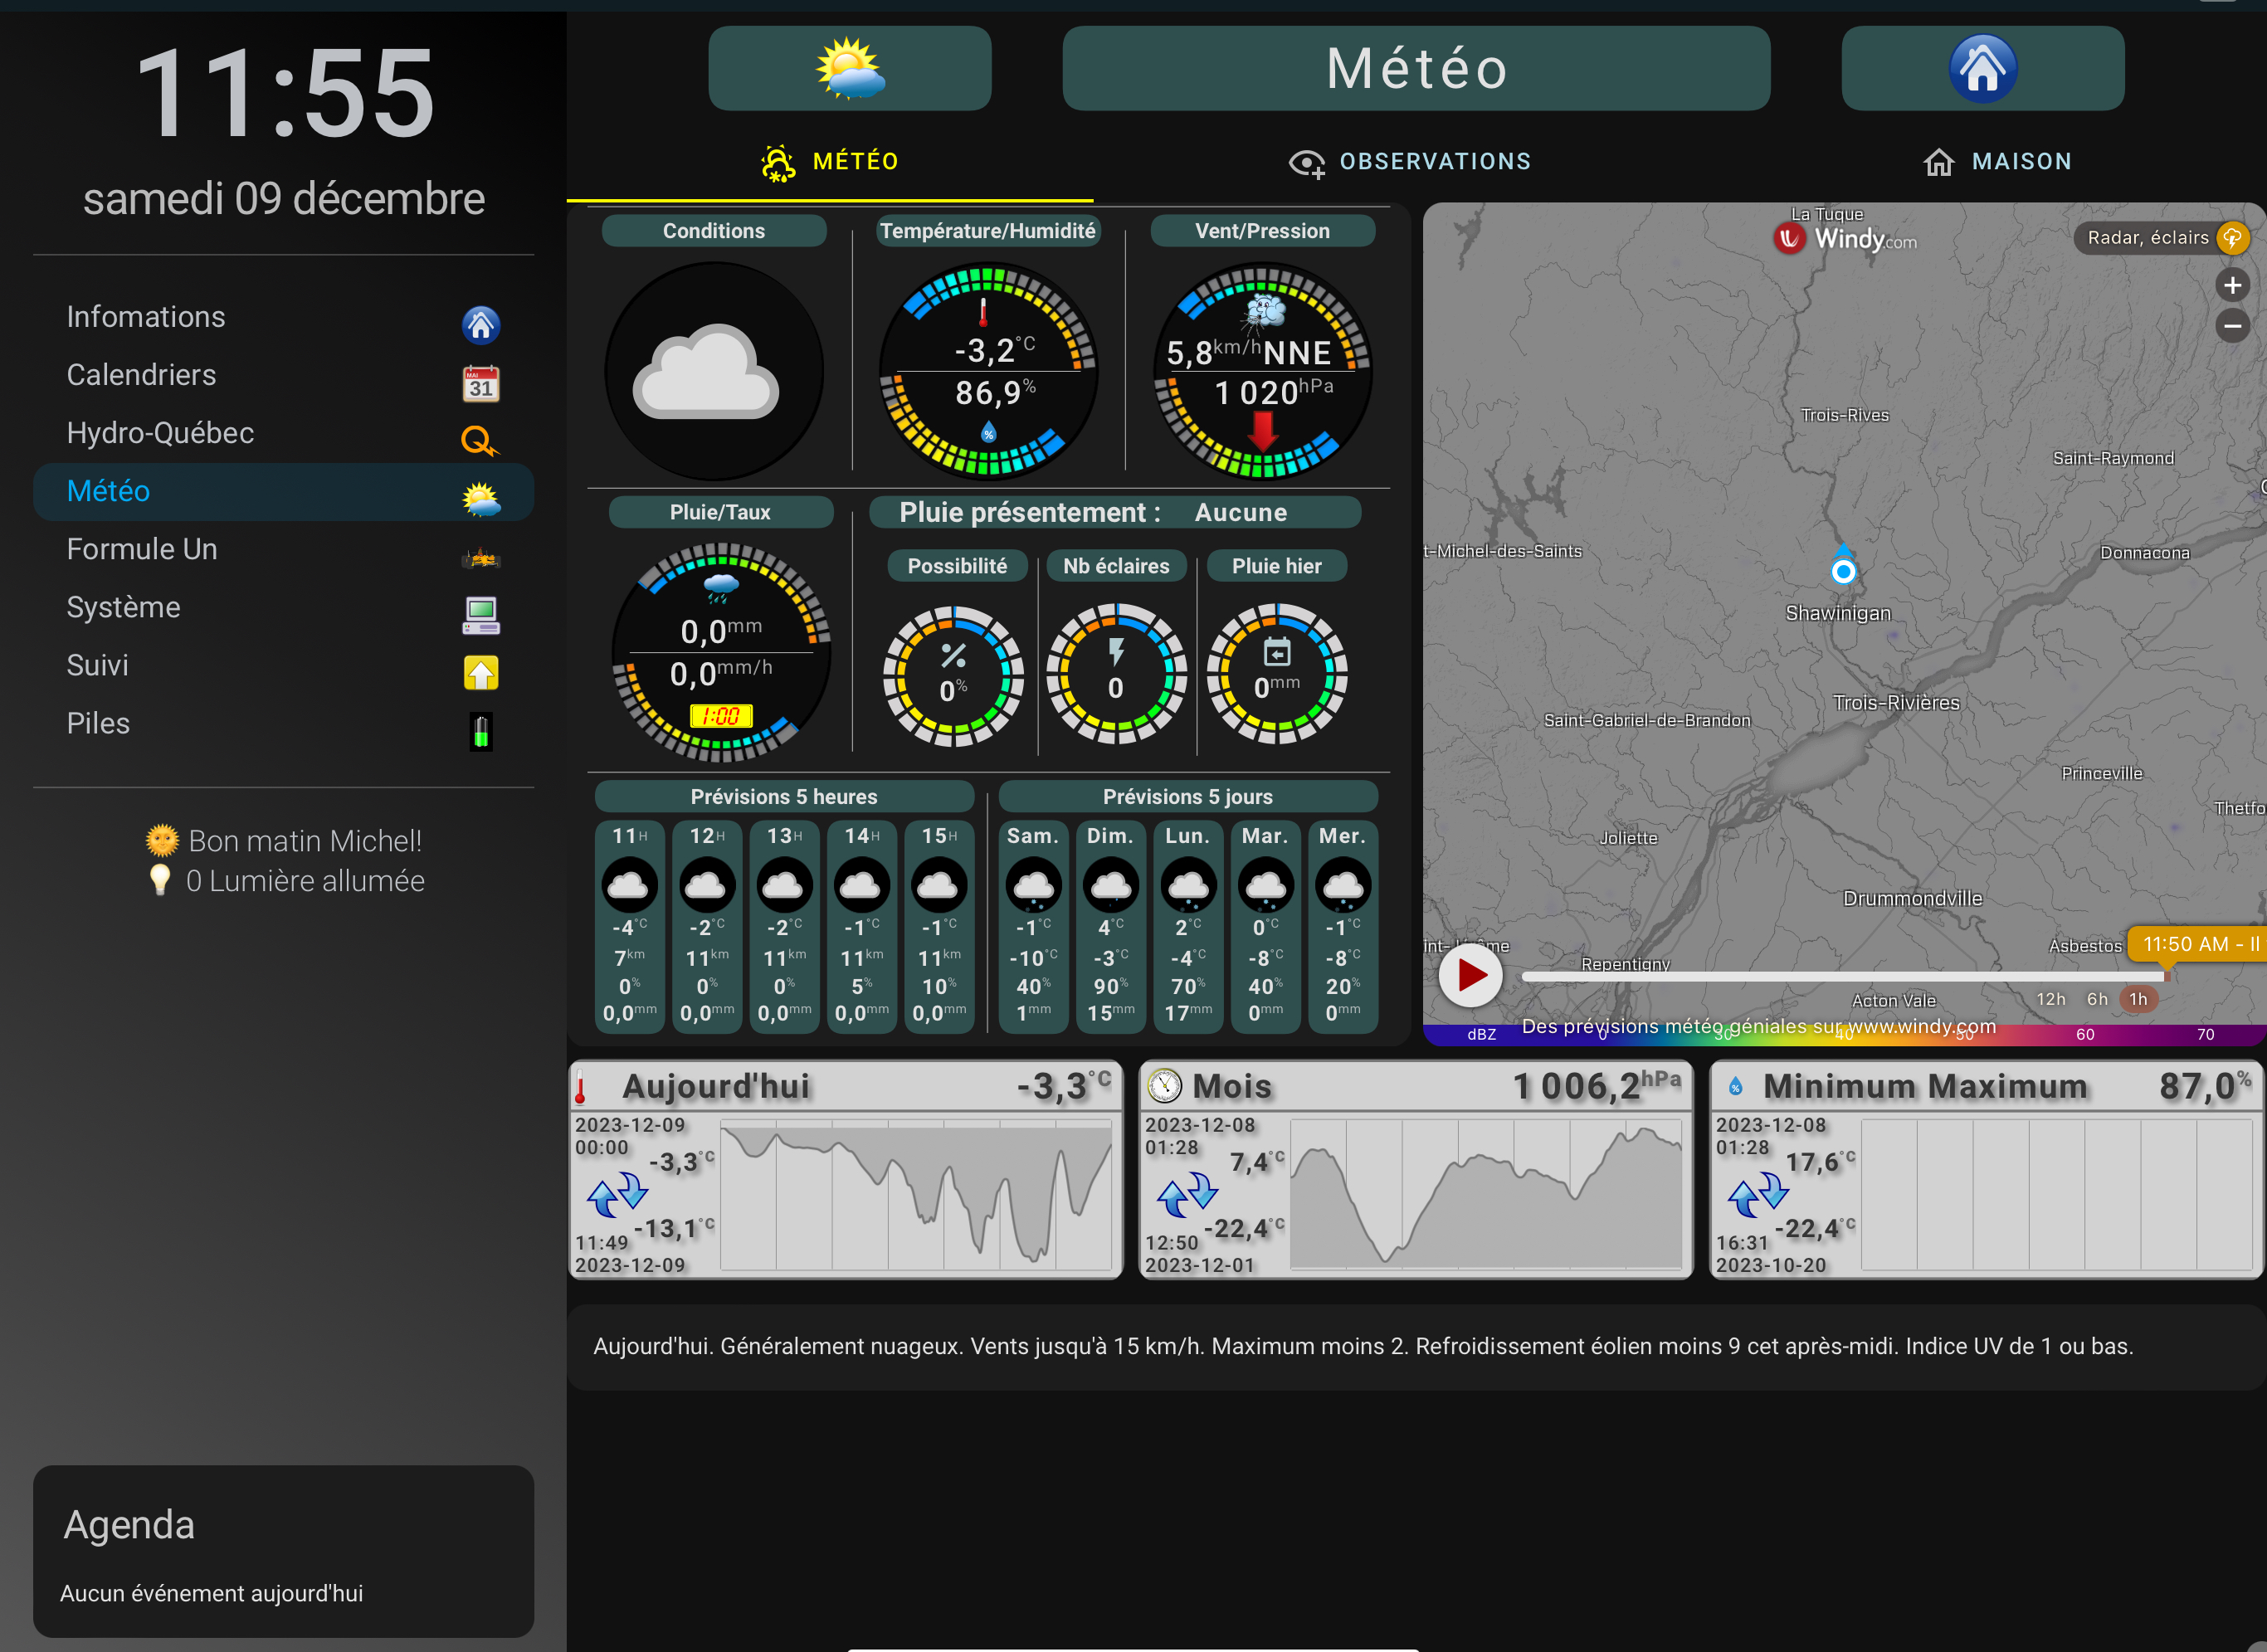 11:55
samedi 09 décembre
Infomations
Calendriers
MAI
31
Hydro-Québec
Météo
Formule Un
Système
Suivi
Piles
🌞 Bon matin Michel!
💡 0 Lumière allumée
Agenda
Aucun événement aujourd'hui
Météo
MÉTÉO
OBSERVATIONS
MAISON
Conditions
Température/Humidité
-3,2°C
86,9%
%
Vent/Pression
5,8km/h NNE
1 020hPa
Pluie/Taux
0,0mm
0,0mm/h
1:00
Pluie présentement : Aucune
Possibilité
0%
Nb éclaires
0
Pluie hier
0mm
Prévisions 5 heures
11H 12H 13H 14H 15H
-4°C -2°C -2°C -1°C -1°C
7km 11km 11km 11km 11km
0% 0% 0% 5% 10%
0,0mm 0,0mm 0,0mm 0,0mm 0,0mm
Prévisions 5 jours
Sam. Dim. Lun. Mar. Mer.
-1°C 4°C 2°C 0°C -1°C
-10°C -3°C -4°C -8°C -8°C
40% 90% 70% 40% 20%
1mm 15mm 17mm 0mm 0mm
La Tuque
Windy.com
Radar, éclairs
+
−
Trois-Rives
Saint-Raymond
t-Michel-des-Saints
Donnacona
Shawinigan
Trois-Rivières
Saint-Gabriel-de-Brandon
Princeville
Thetfo
Joliette
Drummondville
Asbestos
11:50 AM - Il
Repentigny
Acton Vale
12h 6h 1h
Des prévisions météo géniales sur www.windy.com
dBZ 0 30 40 50 60 70
Aujourd'hui -3,3°C
2023-12-09
00:00
-3,3°C
-13,1°C
11:49
2023-12-09
Mois 1 006,2hPa
2023-12-08
01:28
7,4°C
-22,4°C
12:50
2023-12-01
% Minimum Maximum 87,0%
2023-12-08
01:28
17,6°C
-22,4°C
16:31
2023-10-20
Aujourd'hui. Généralement nuageux. Vents jusqu'à 15 km/h. Maximum moins 2. Refroidissement éolien moins 9 cet après-midi. Indice UV de 1 ou bas.